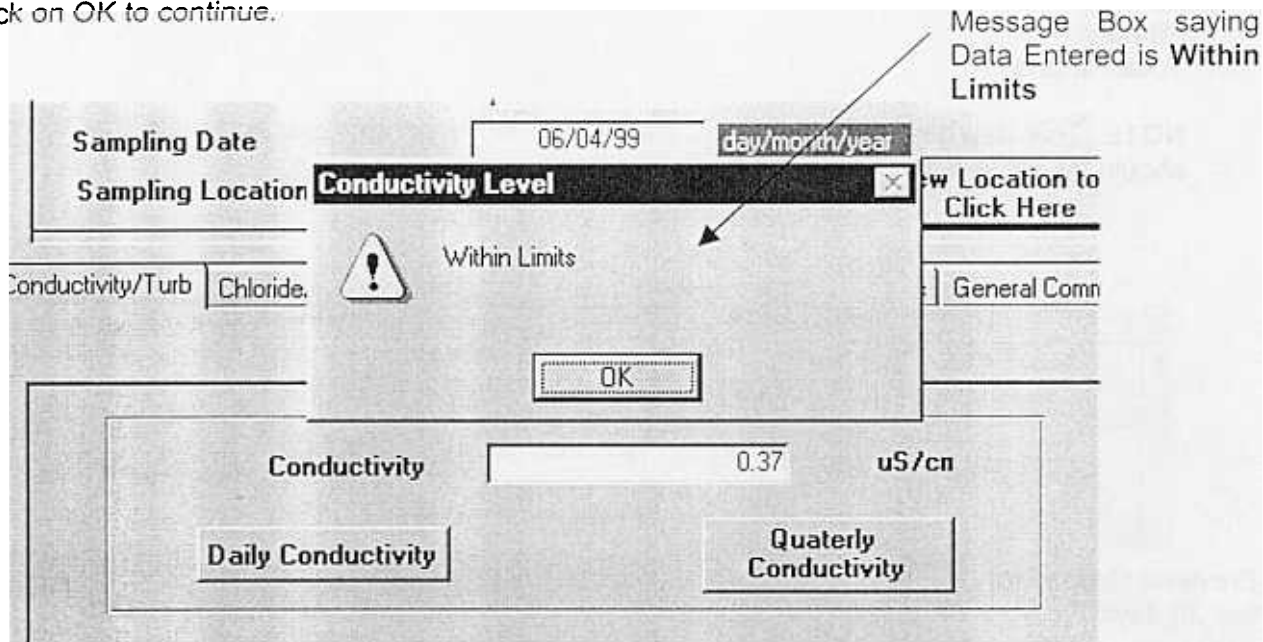 ck on OK to continue.
Message Box saying
Data Entered is Within
Limits
Sampling Date 06/04/99 day/month/year
Sampling Location
Conductivity Level
ew Location to
Click Here
Within Limits
Conductivity/Turb Chloride. General Comm
OK
Conductivity 0.37 uS/cm
Daily Conductivity
Quaterly
Conductivity